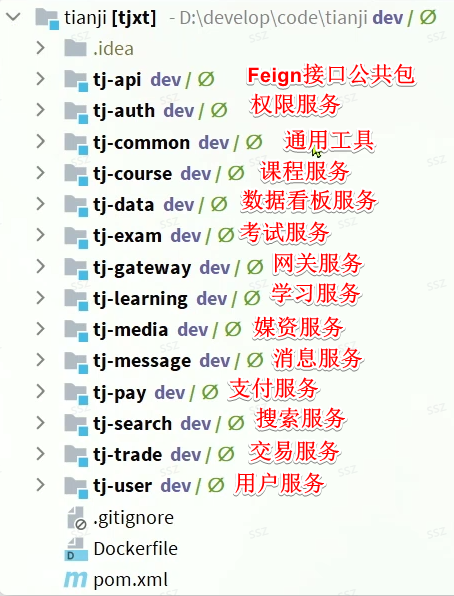 tianji [tjxt] - D:\develop\code\tianji dev / Ø
.idea
tj-api dev / Ø Feign接口公共包
tj-auth dev / Ø 权限服务
tj-common dev / Ø 通用工具
tj-course dev / Ø 课程服务
tj-data dev / Ø 数据看板服务
tj-exam dev / Ø 考试服务
tj-gateway dev / Ø 网关服务
tj-learning dev / Ø 学习服务
tj-media dev / Ø 媒资服务
tj-message dev / Ø 消息服务
tj-pay dev / Ø 支付服务
tj-search dev / Ø 搜索服务
tj-trade dev / Ø 交易服务
tj-user dev / Ø 用户服务
.gitignore
Dockerfile
pom.xml